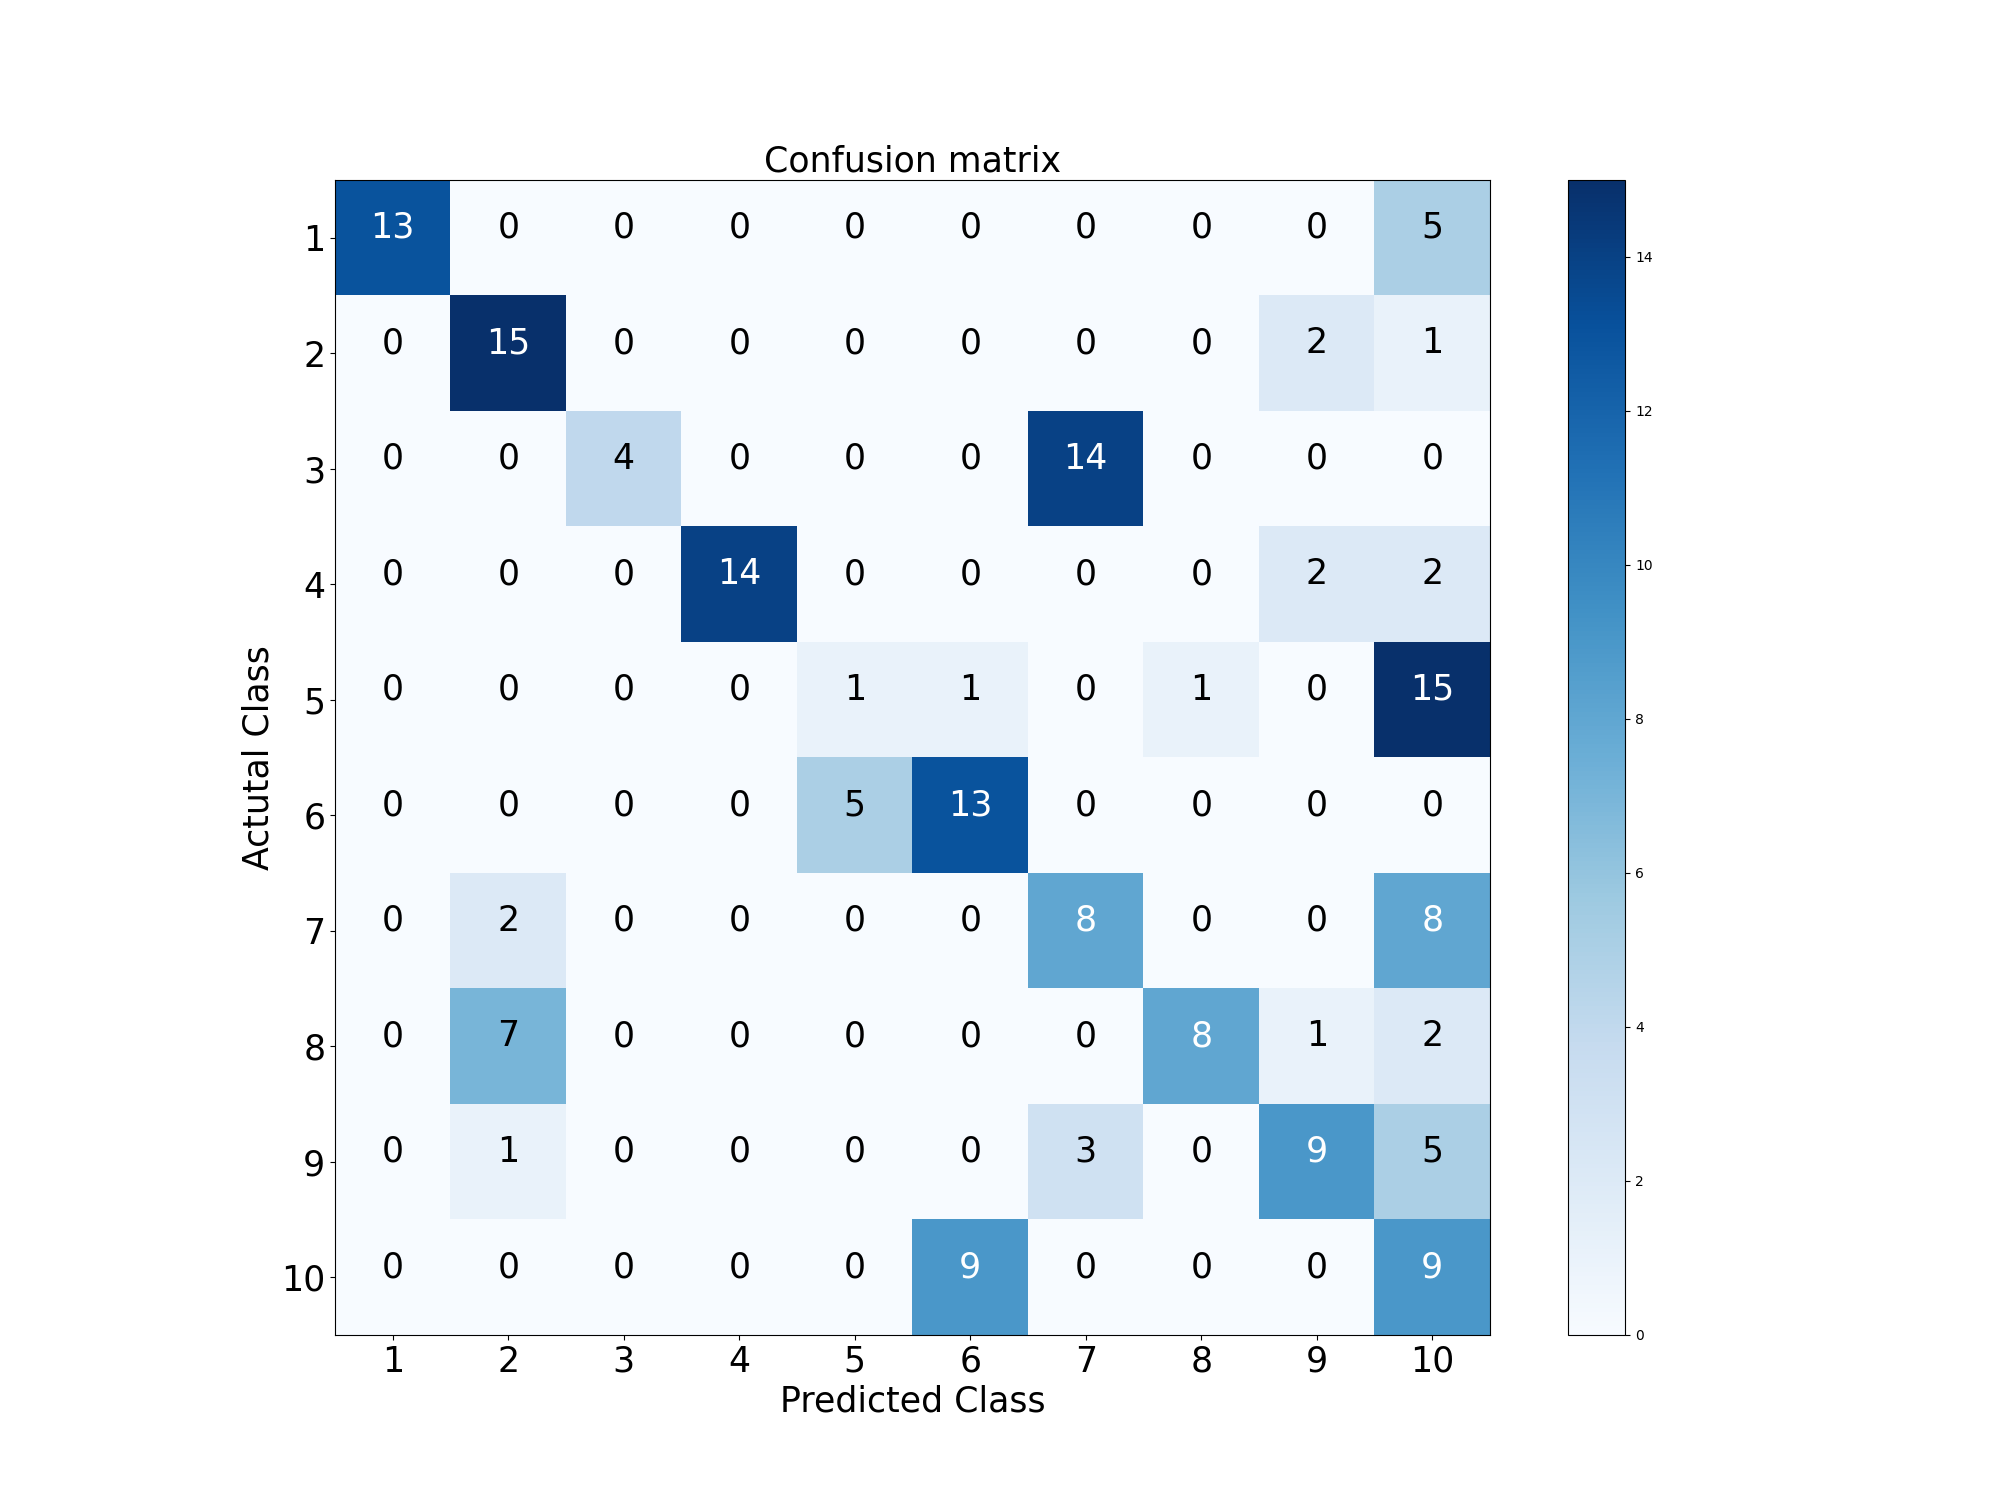 Confusion matrix
1 13 0 0 0 0 0 0 0 0 5
2 0 15 0 0 0 0 0 0 2 1
3 0 0 4 0 0 0 14 0 0 0
4 0 0 0 14 0 0 0 0 2 2
5 0 0 0 0 1 1 0 1 0 15
6 0 0 0 0 5 13 0 0 0 0
7 0 2 0 0 0 0 8 0 0 8
8 0 7 0 0 0 0 0 8 1 2
9 0 1 0 0 0 0 3 0 9 5
10 0 0 0 0 0 9 0 0 0 9
1 2 3 4 5 6 7 8 9 10
Predicted Class
Actutal Class
14
12
10
8
6
4
2
0